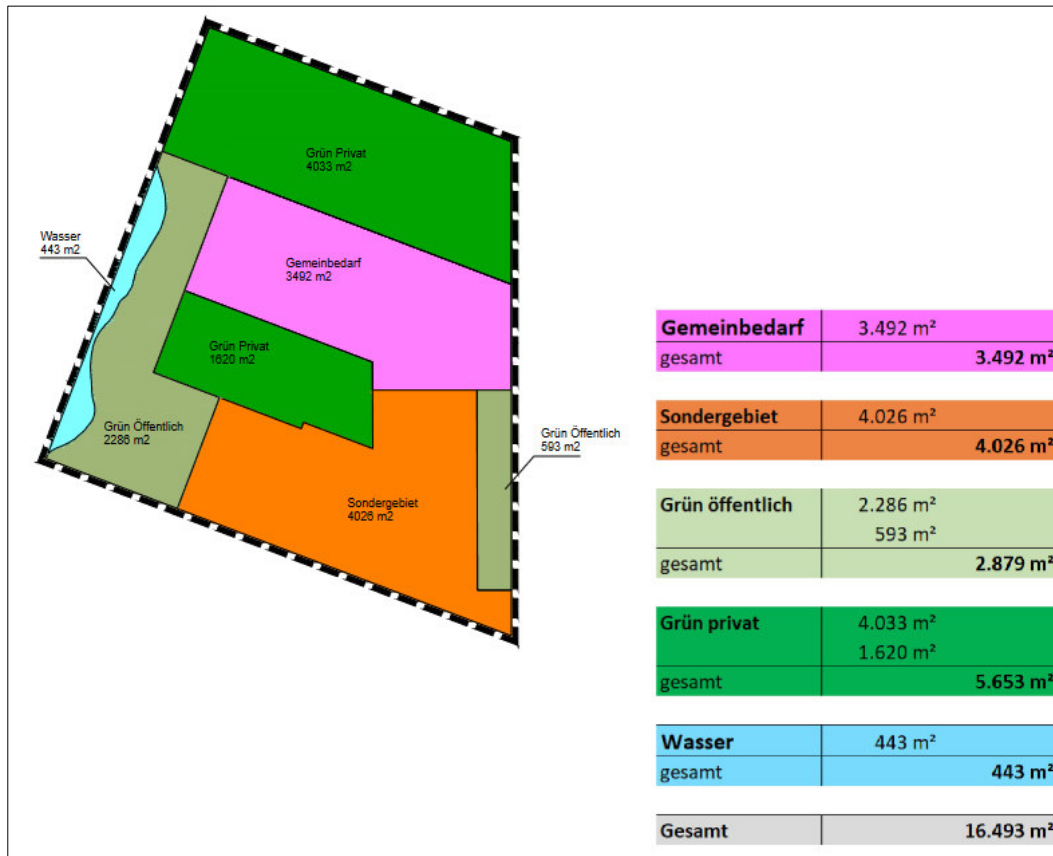 Grün Privat
4033 m2
Wasser
443 m2
Gemeinbedarf
3492 m2
Grün Privat
1620 m2
Grün Öffentlich
2286 m2
Grün Öffentlich
593 m2
Sondergebiet
4026 m2
Gemeinbedarf 3.492 m²
gesamt 3.492 m²
Sondergebiet 4.026 m²
gesamt 4.026 m²
Grün öffentlich 2.286 m²
593 m²
gesamt 2.879 m²
Grün privat 4.033 m²
1.620 m²
gesamt 5.653 m²
Wasser 443 m²
gesamt 443 m²
Gesamt 16.493 m²